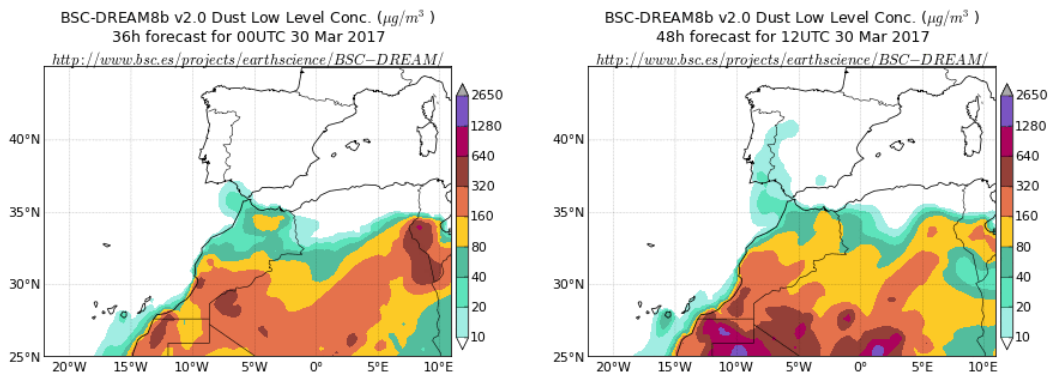 BSC-DREAM8b v2.0 Dust Low Level Conc. (μg/m³ )
36h forecast for 00UTC 30 Mar 2017
http://www.bsc.es/projects/earthscience/BSC−DREAM/
40°N
35°N
30°N
25°N
20°W 15°W 10°W 5°W 0°E 5°E 10°E
2650
1280
640
320
160
80
40
20
10
BSC-DREAM8b v2.0 Dust Low Level Conc. (μg/m³ )
48h forecast for 12UTC 30 Mar 2017
http://www.bsc.es/projects/earthscience/BSC−DREAM/
40°N
35°N
30°N
25°N
20°W 15°W 10°W 5°W 0°E 5°E 10°E
2650
1280
640
320
160
80
40
20
10